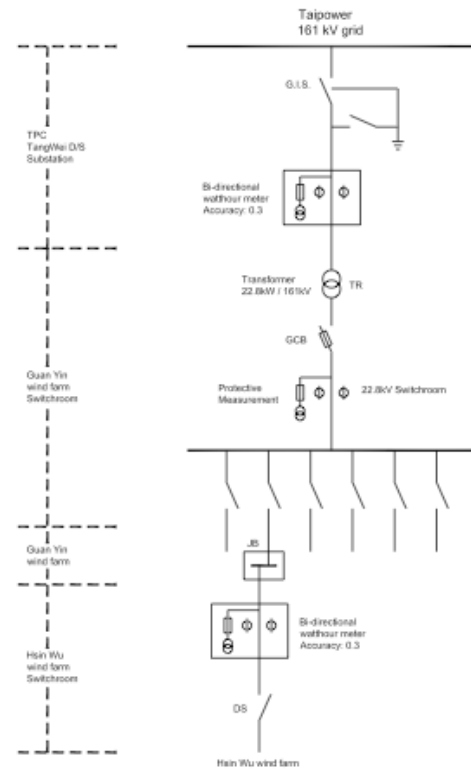 Taipower
161 kV grid
G.I.S.
TPC
TangWei D/S
Substation
Bi-directional
watthour meter
Accuracy: 0.3
Transformer
22.8kW / 161kV
TR
GCB
Guan Yin
wind farm
Switchroom
Protective
Measurement
22.8kV Switchroom
JB
Guan Yin
wind farm
Bi-directional
watthour meter
Accuracy: 0.3
Hsin Wu
wind farm
Switchroom
DS
Hsin Wu wind farm